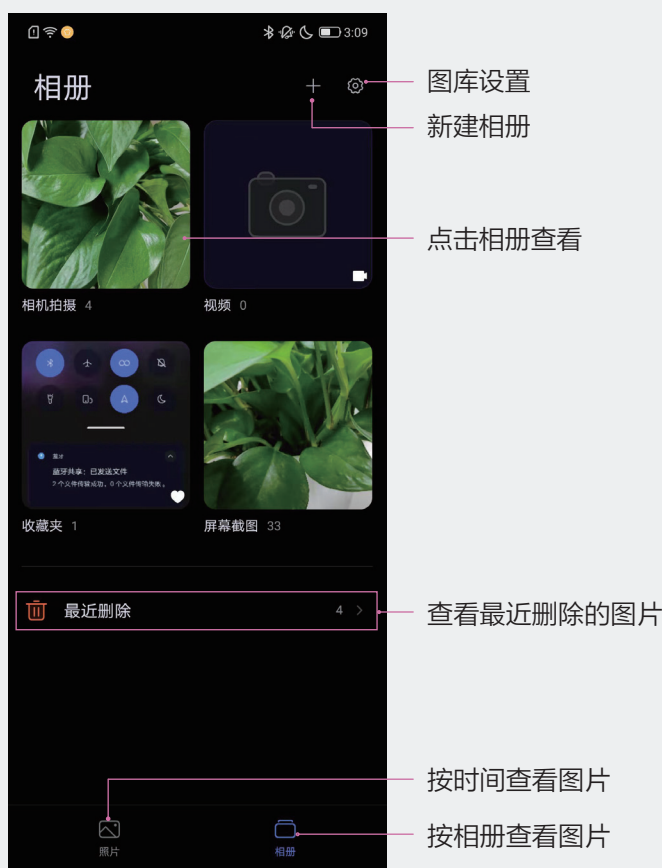 3:09
相册
图库设置
新建相册
点击相册查看
相机拍摄 4
视频 0
蓝牙
蓝牙共享：已发送文件
收藏夹 1
屏幕截图 33
最近删除
4
查看最近删除的图片
按时间查看图片
按相册查看图片
照片
相册